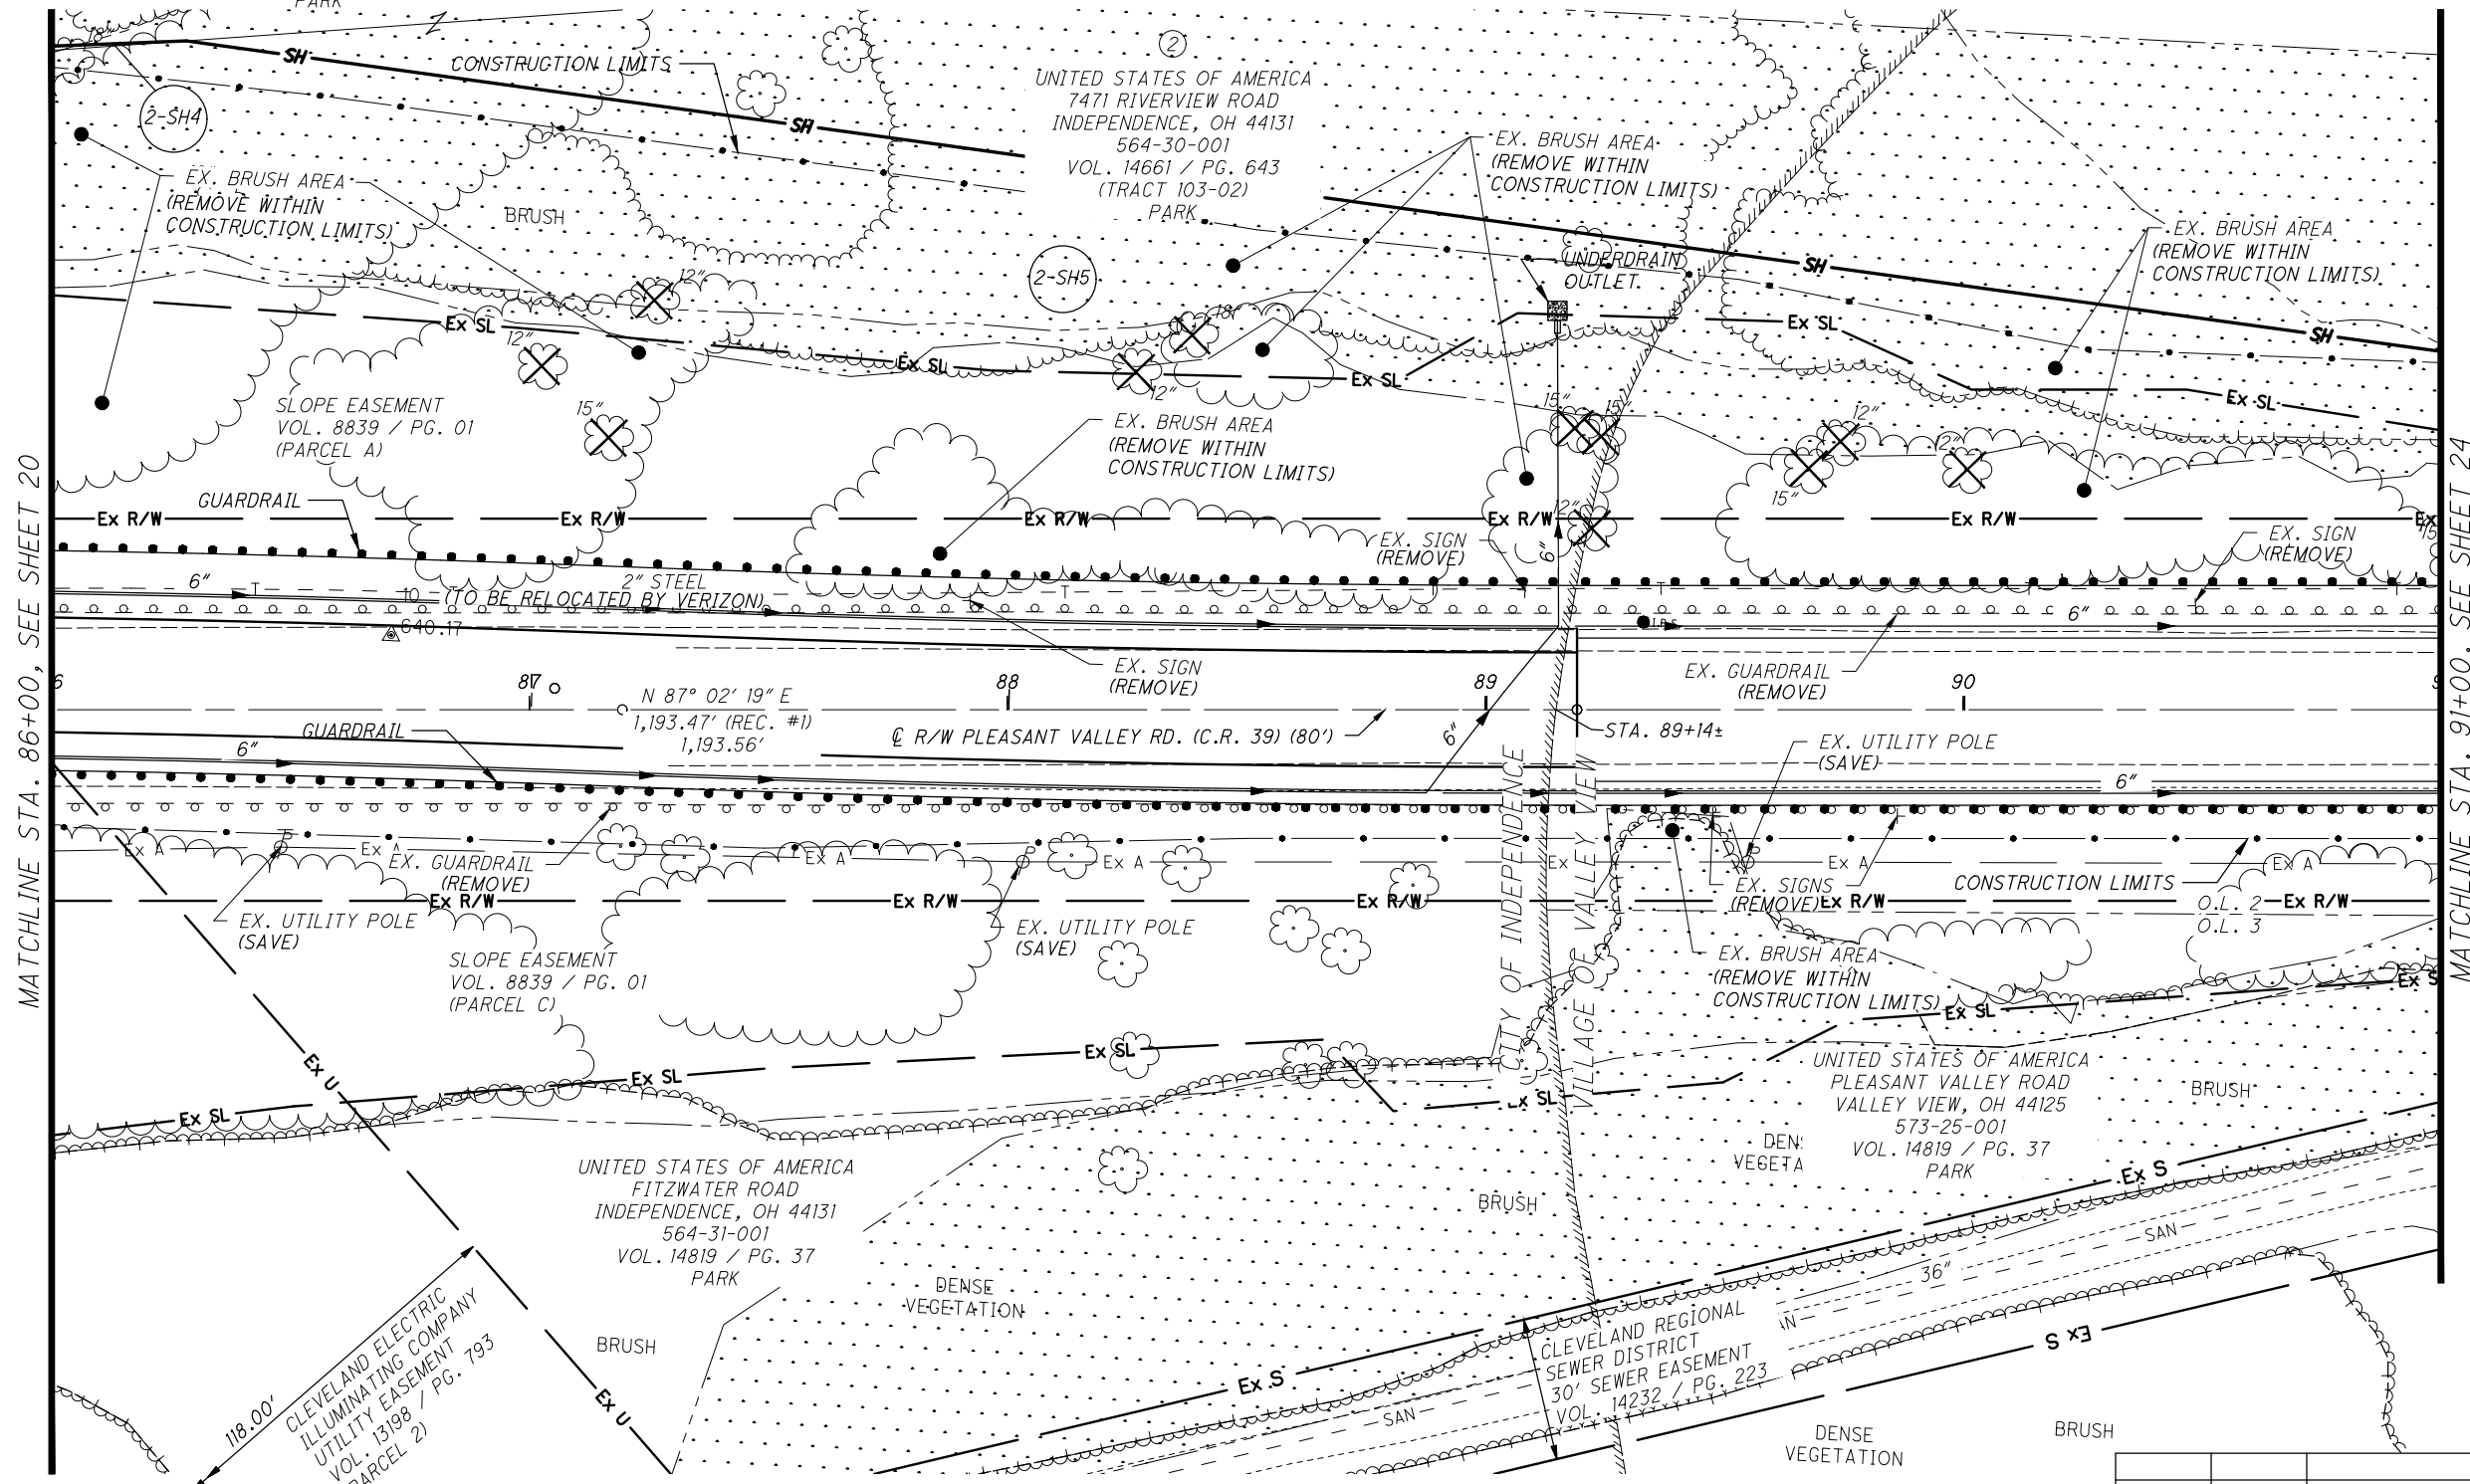 PARK
Z
SH
CONSTRUCTION LIMITS
2-SH4
SH
2
UNITED STATES OF AMERICA
7471 RIVERVIEW ROAD
INDEPENDENCE, OH 44131
564-30-001
VOL. 14661 / PG. 643
(TRACT 103-02)
PARK
EX. BRUSH AREA
(REMOVE WITHIN
CONSTRUCTION LIMITS)
EX. BRUSH AREA
(REMOVE WITHIN
CONSTRUCTION LIMITS)
BRUSH
EX. BRUSH AREA
(REMOVE WITHIN
CONSTRUCTION LIMITS)
2-SH5
UNDERDRAIN
OUTLET
SH
SH
12"
18"
Ex SL
Ex SL
Ex SL
Ex SL
Ex SL
12"
12"
SLOPE EASEMENT
VOL. 8839 / PG. 01
(PARCEL A)
15"
15"
15"
12"
12"
15"
EX. BRUSH AREA
(REMOVE WITHIN
CONSTRUCTION LIMITS)
MATCHLINE STA. 86+00, SEE SHEET 20
MATCHLINE STA. 91+00, SEE SHEET 24
GUARDRAIL
Ex R/W
Ex R/W
Ex R/W
Ex R/W
Ex R/W
Ex
12"
15"
EX. SIGN
(REMOVE)
EX. SIGN
(REMOVE)
6"
6"
T
2" STEEL
10
(TO BE RELOCATED BY VERIZON)
T
T
T
T
T
T
6"
640.17
I.P.S.
EX. SIGN
(REMOVE)
EX. GUARDRAIL
(REMOVE)
6
87
88
89
90
9
N 87° 02' 19" E
1,193.47' (REC. #1)
1,193.56'
℄ R/W PLEASANT VALLEY RD. (C.R. 39) (80')
STA. 89+14±
GUARDRAIL
6"
6"
6"
CITY OF INDEPENDENCE
VILLAGE OF VALLEY VIEW
EX. UTILITY POLE
(SAVE)
Ex A
Ex A
Ex A
Ex A
Ex
Ex A
Ex A
P
P
P
EX. GUARDRAIL
(REMOVE)
EX. SIGNS
(REMOVE)
CONSTRUCTION LIMITS
Ex R/W
Ex R/W
Ex R/W
Ex R/W
Ex R/W
O.L. 2
O.L. 3
EX. UTILITY POLE
(SAVE)
EX. UTILITY POLE
(SAVE)
SLOPE EASEMENT
VOL. 8839 / PG. 01
(PARCEL C)
EX. BRUSH AREA
(REMOVE WITHIN
CONSTRUCTION LIMITS)
Ex S
Ex SL
Ex SL
Ex SL
Ex SL
Ex SL
Ex U
UNITED STATES OF AMERICA
PLEASANT VALLEY ROAD
VALLEY VIEW, OH 44125
573-25-001
VOL. 14819 / PG. 37
PARK
BRUSH
DENS
VEGETA
UNITED STATES OF AMERICA
FITZWATER ROAD
INDEPENDENCE, OH 44131
564-31-001
VOL. 14819 / PG. 37
PARK
BRUSH
Ex S
SAN
36"
DENSE
VEGETATION
BRUSH
118.00'
CLEVELAND ELECTRIC
ILLUMINATING COMPANY
UTILITY EASEMENT
VOL. 13198 / PG. 793
PARCEL 2)
Ex U
Ex S
SAN
CLEVELAND REGIONAL
SEWER DISTRICT
30' SEWER EASEMENT
VOL. 14232 / PG. 223
Ex S
DENSE
VEGETATION
BRUSH